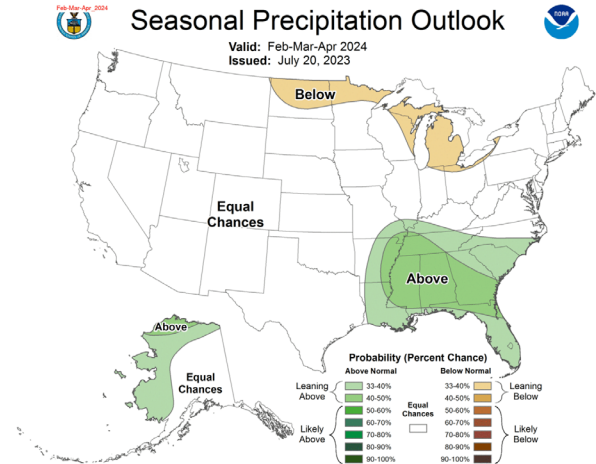 Feb-Mar-Apr_2024
Seasonal Precipitation Outlook
NOAA
Valid: Feb-Mar-Apr 2024
Issued: July 20, 2023
Below
Equal
Chances
Above
Above
Equal
Chances
Probability (Percent Chance)
Above Normal
Below Normal
Leaning
Above
33-40%
40-50%
Likely
Above
50-60%
60-70%
70-80%
80-90%
90-100%
Equal
Chances
33-40%
40-50%
Leaning
Below
50-60%
60-70%
70-80%
80-90%
90-100%
Likely
Below